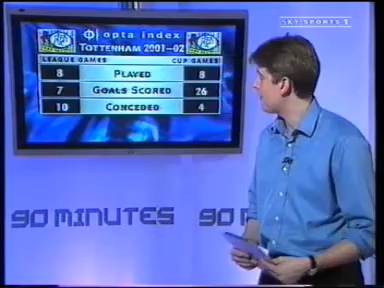 SKY SPORTS 1
opta Index
Tottenham 2001-02
LEAGUE GAMES CUP GAMES
8 Played 8
7 Goals Scored 26
10 Conceded 4
90 MINUTES 90 M